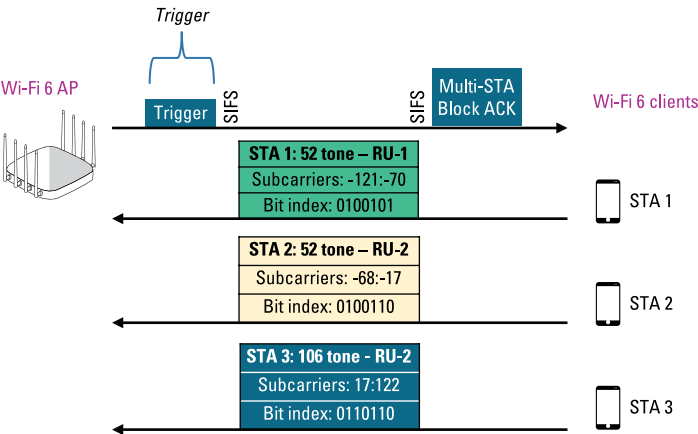 Trigger
Wi-Fi 6 AP
Trigger
SIFS
SIFS
Multi-STA
Block ACK
Wi-Fi 6 clients
STA 1: 52 tone – RU-1
Subcarriers: -121:-70
Bit index: 0100101
STA 1
STA 2: 52 tone – RU-2
Subcarriers: -68:-17
Bit index: 0100110
STA 2
STA 3: 106 tone - RU-2
Subcarriers: 17:122
Bit index: 0110110
STA 3